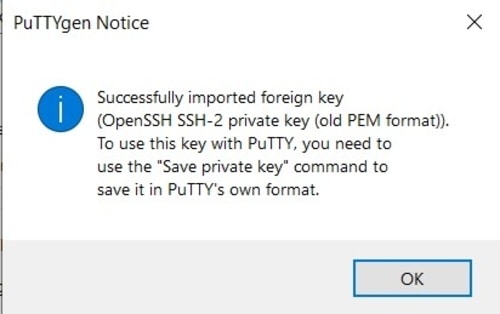 PuTTYgen Notice
Successfully imported foreign key
(OpenSSH SSH-2 private key (old PEM format)).
To use this key with PuTTY, you need to
use the "Save private key" command to
save it in PuTTY's own format.
OK